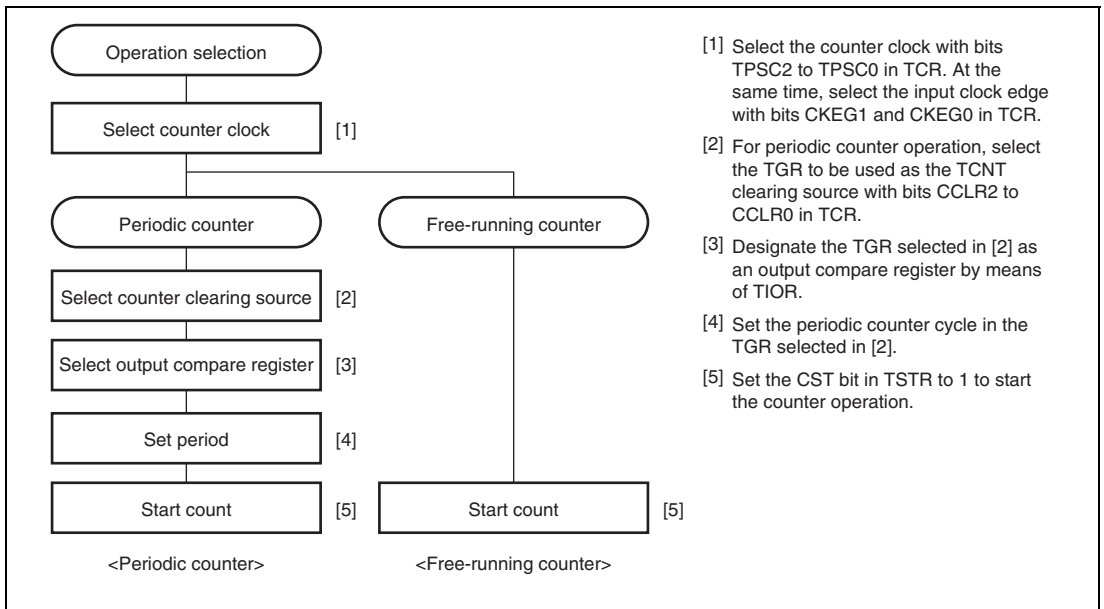 Operation selection
Select counter clock
[1]
Periodic counter
Free-running counter
Select counter clearing source
[2]
Select output compare register
[3]
Set period
[4]
Start count
[5]
Start count
[5]
<Periodic counter>
<Free-running counter>
[1] Select the counter clock with bits
TPSC2 to TPSC0 in TCR. At the
same time, select the input clock edge
with bits CKEG1 and CKEG0 in TCR.
[2] For periodic counter operation, select
the TGR to be used as the TCNT
clearing source with bits CCLR2 to
CCLR0 in TCR.
[3] Designate the TGR selected in [2] as
an output compare register by means
of TIOR.
[4] Set the periodic counter cycle in the
TGR selected in [2].
[5] Set the CST bit in TSTR to 1 to start
the counter operation.